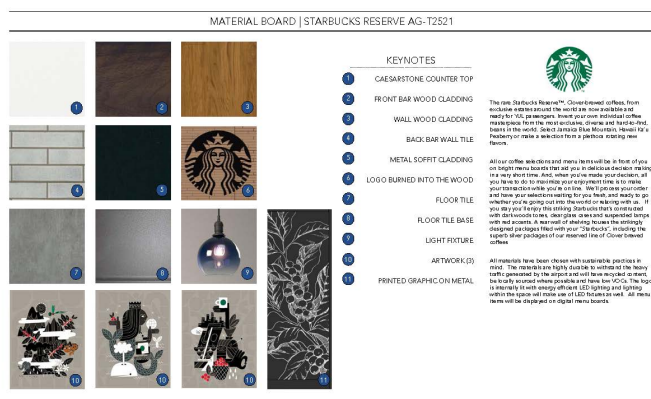 MATERIAL BOARD | STARBUCKS RESERVE AG-T2521
1
2
3
4
5
6
7
8
9
10
10
10
11
KEYNOTES
1 CAESARSTONE COUNTER TOP
2 FRONT BAR WOOD CLADDING
3 WALL WOOD CLADDING
4 BACK BAR WALL TILE
5 METAL SOFFIT CLADDING
6 LOGO BURNED INTO THE WOOD
7 FLOOR TILE
8 FLOOR TILE BASE
9 LIGHT FIXTURE
10 ARTWORK (3)
11 PRINTED GRAPHIC ON METAL
The rare Starbucks Reserve™, Clover-brewed coffees, from
exclusive estates around the world are now available and
ready for YUL passengers. Invent your own individual coffee
masterpiece from the most exclusive, diverse and hard-to-find,
beans in the world. Select Jamaica Blue Mountain, Hawaii Ka'u
Peaberry or make a selection from a plethora rotating new
flavors.
All our coffee selections and menu items will be in front of you
on bright menu boards that aid you in delicious decision making
in a very short time. And, when you've made your decision, all
you have to do to maximize your enjoyment time is to make
your transaction while you're on line. We'll process your order
and have your selections waiting for you fresh, and ready to go
whether you're going out into the world or relaxing with us. If
you stay you'll enjoy this striking Starbucks that's constructed
with dark woods tones, clear glass cases and suspended lamps
with red accents. A rear wall of shelving houses the strikingly
designed packages filled with your "Starbucks", including the
superb silver packages of our reserved line of Clover brewed
coffees
All materials have been chosen with sustainable practices in
mind. The materials are highly durable to withstand the heavy
traffic generated by the airport and will have recycled content,
be locally sourced where possible and have low VOCs. The logo
is internally lit with energy efficient LED lighting and lighting
within the space will make use of LED fixtures as well. All menu
items will be displayed on digital menu boards.